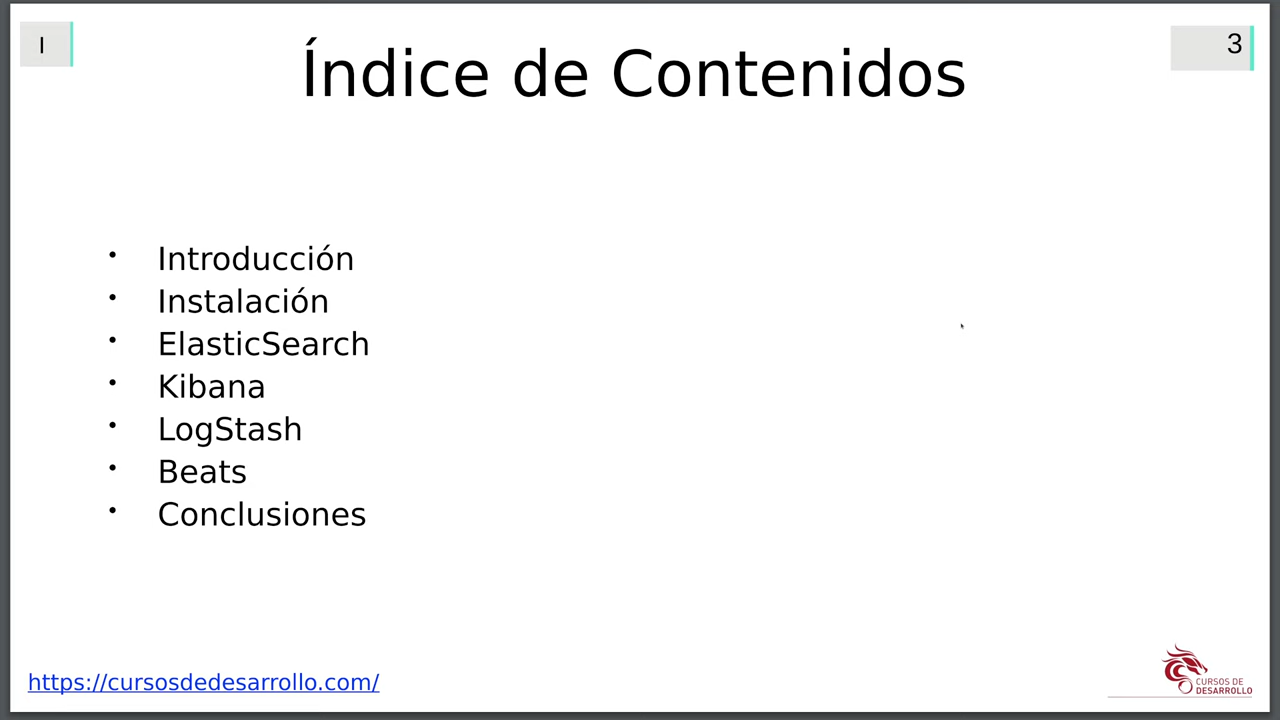 I
3
Índice de Contenidos
• Introducción
• Instalación
• ElasticSearch
• Kibana
• LogStash
• Beats
• Conclusiones
https://cursosdedesarrollo.com/
CURSOS DE
DESARROLLO